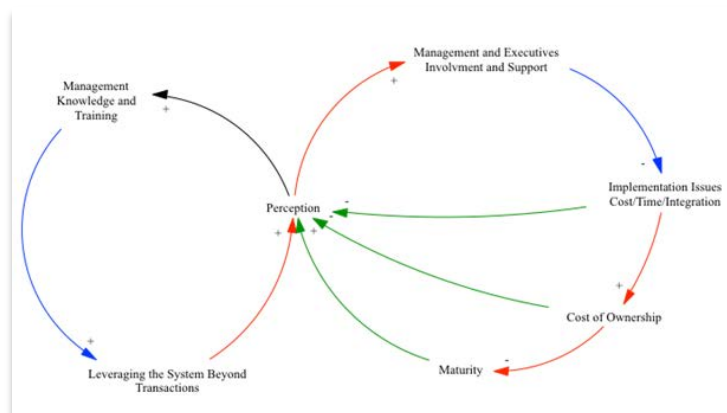 Management and Executives
Involvment and Support
+
Management
Knowledge and
Training
+
-
Implementation Issues
Cost/Time/Integration
-
Perception
-
+
+
+
Cost of Ownership
+
-
Maturity
Leveraging the System Beyond
Transactions